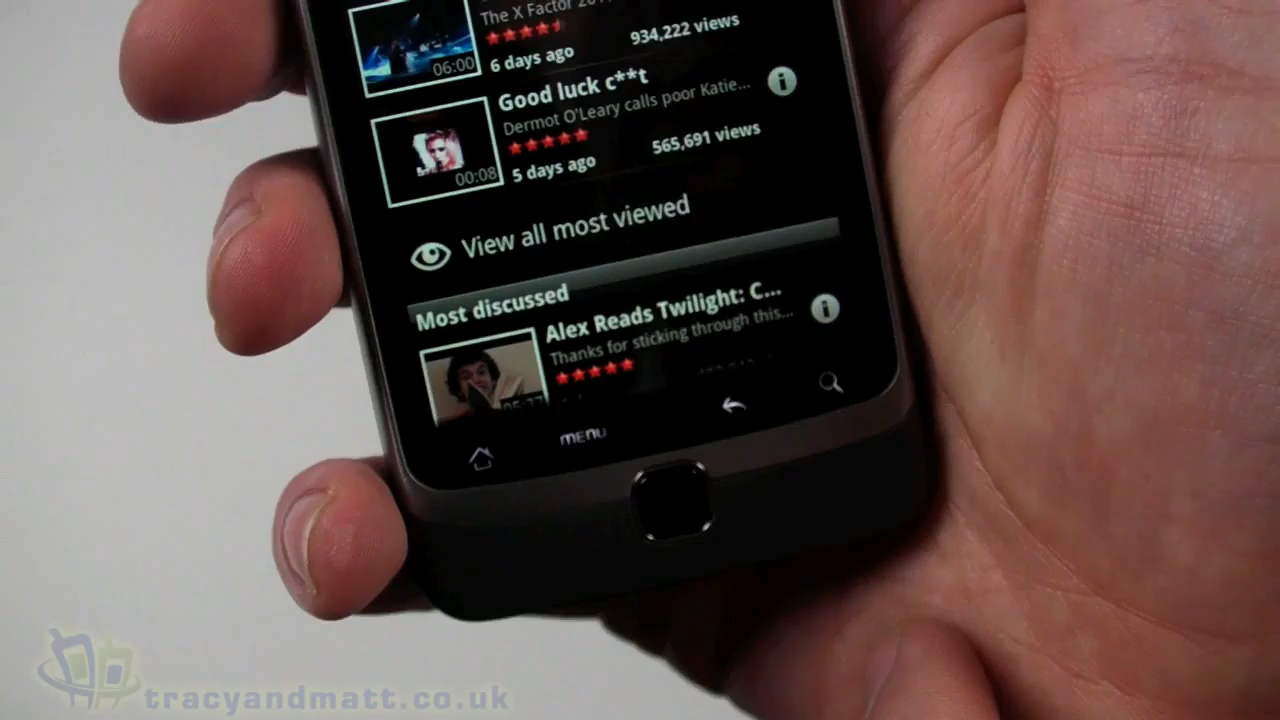 The X Factor
934,222 views
6 days ago
06:00
Good luck c**t
Dermot O'Leary calls poor Katie...
565,691 views
5 days ago
00:08
View all most viewed
Most discussed
Alex Reads Twilight: C...
Thanks for sticking through this...
MENU
tracyandmatt.co.uk